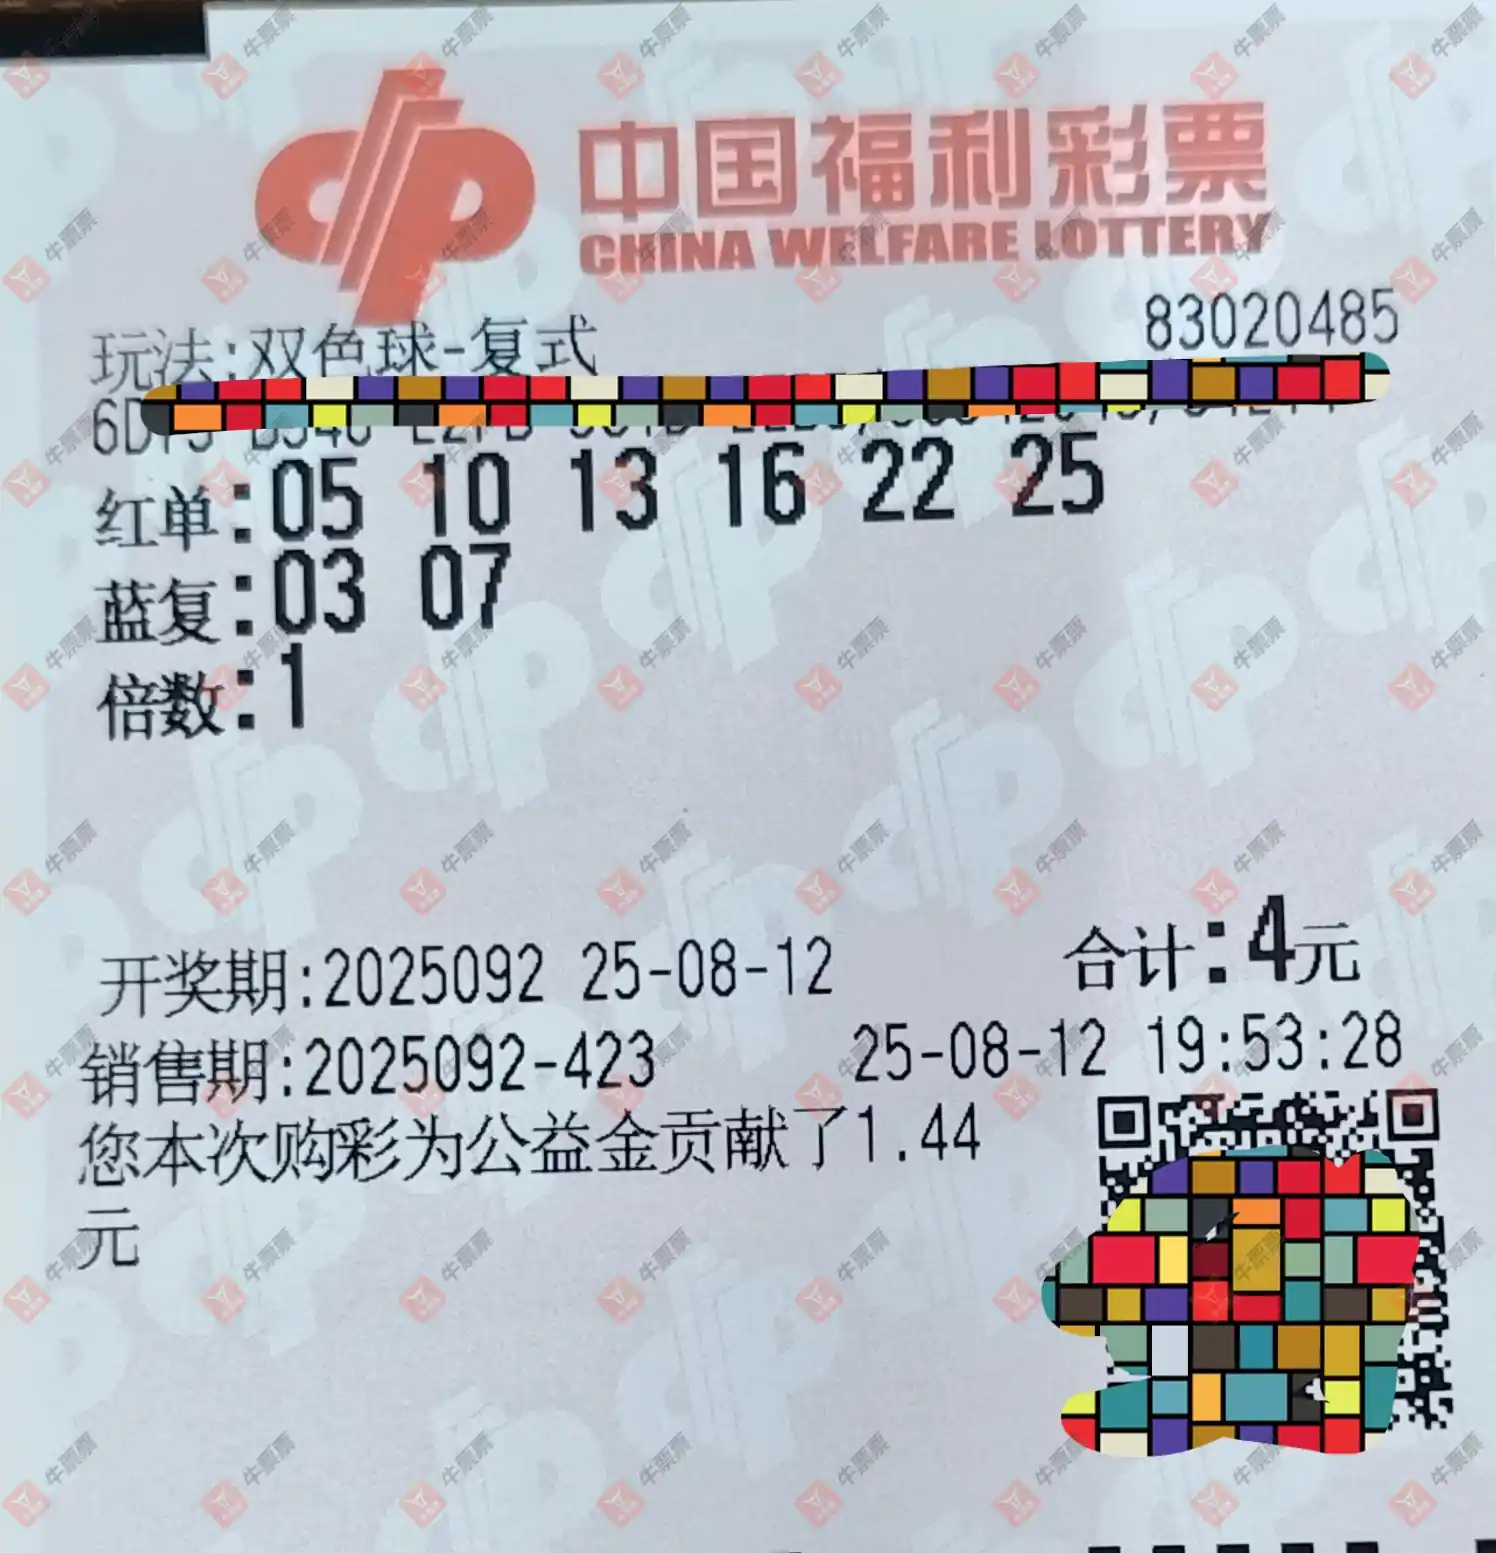 中国福利彩票
CHINA WELFARE LOTTERY
83020485
玩法:双色球-复式
红单:05 10 13 16 22 25
蓝复:03 07
倍数:1
开奖期:2025092 25-08-12 合计:4元
销售期:2025092-423 25-08-12 19:53:28
您本次购彩为公益金贡献了1.44
元
牛票票